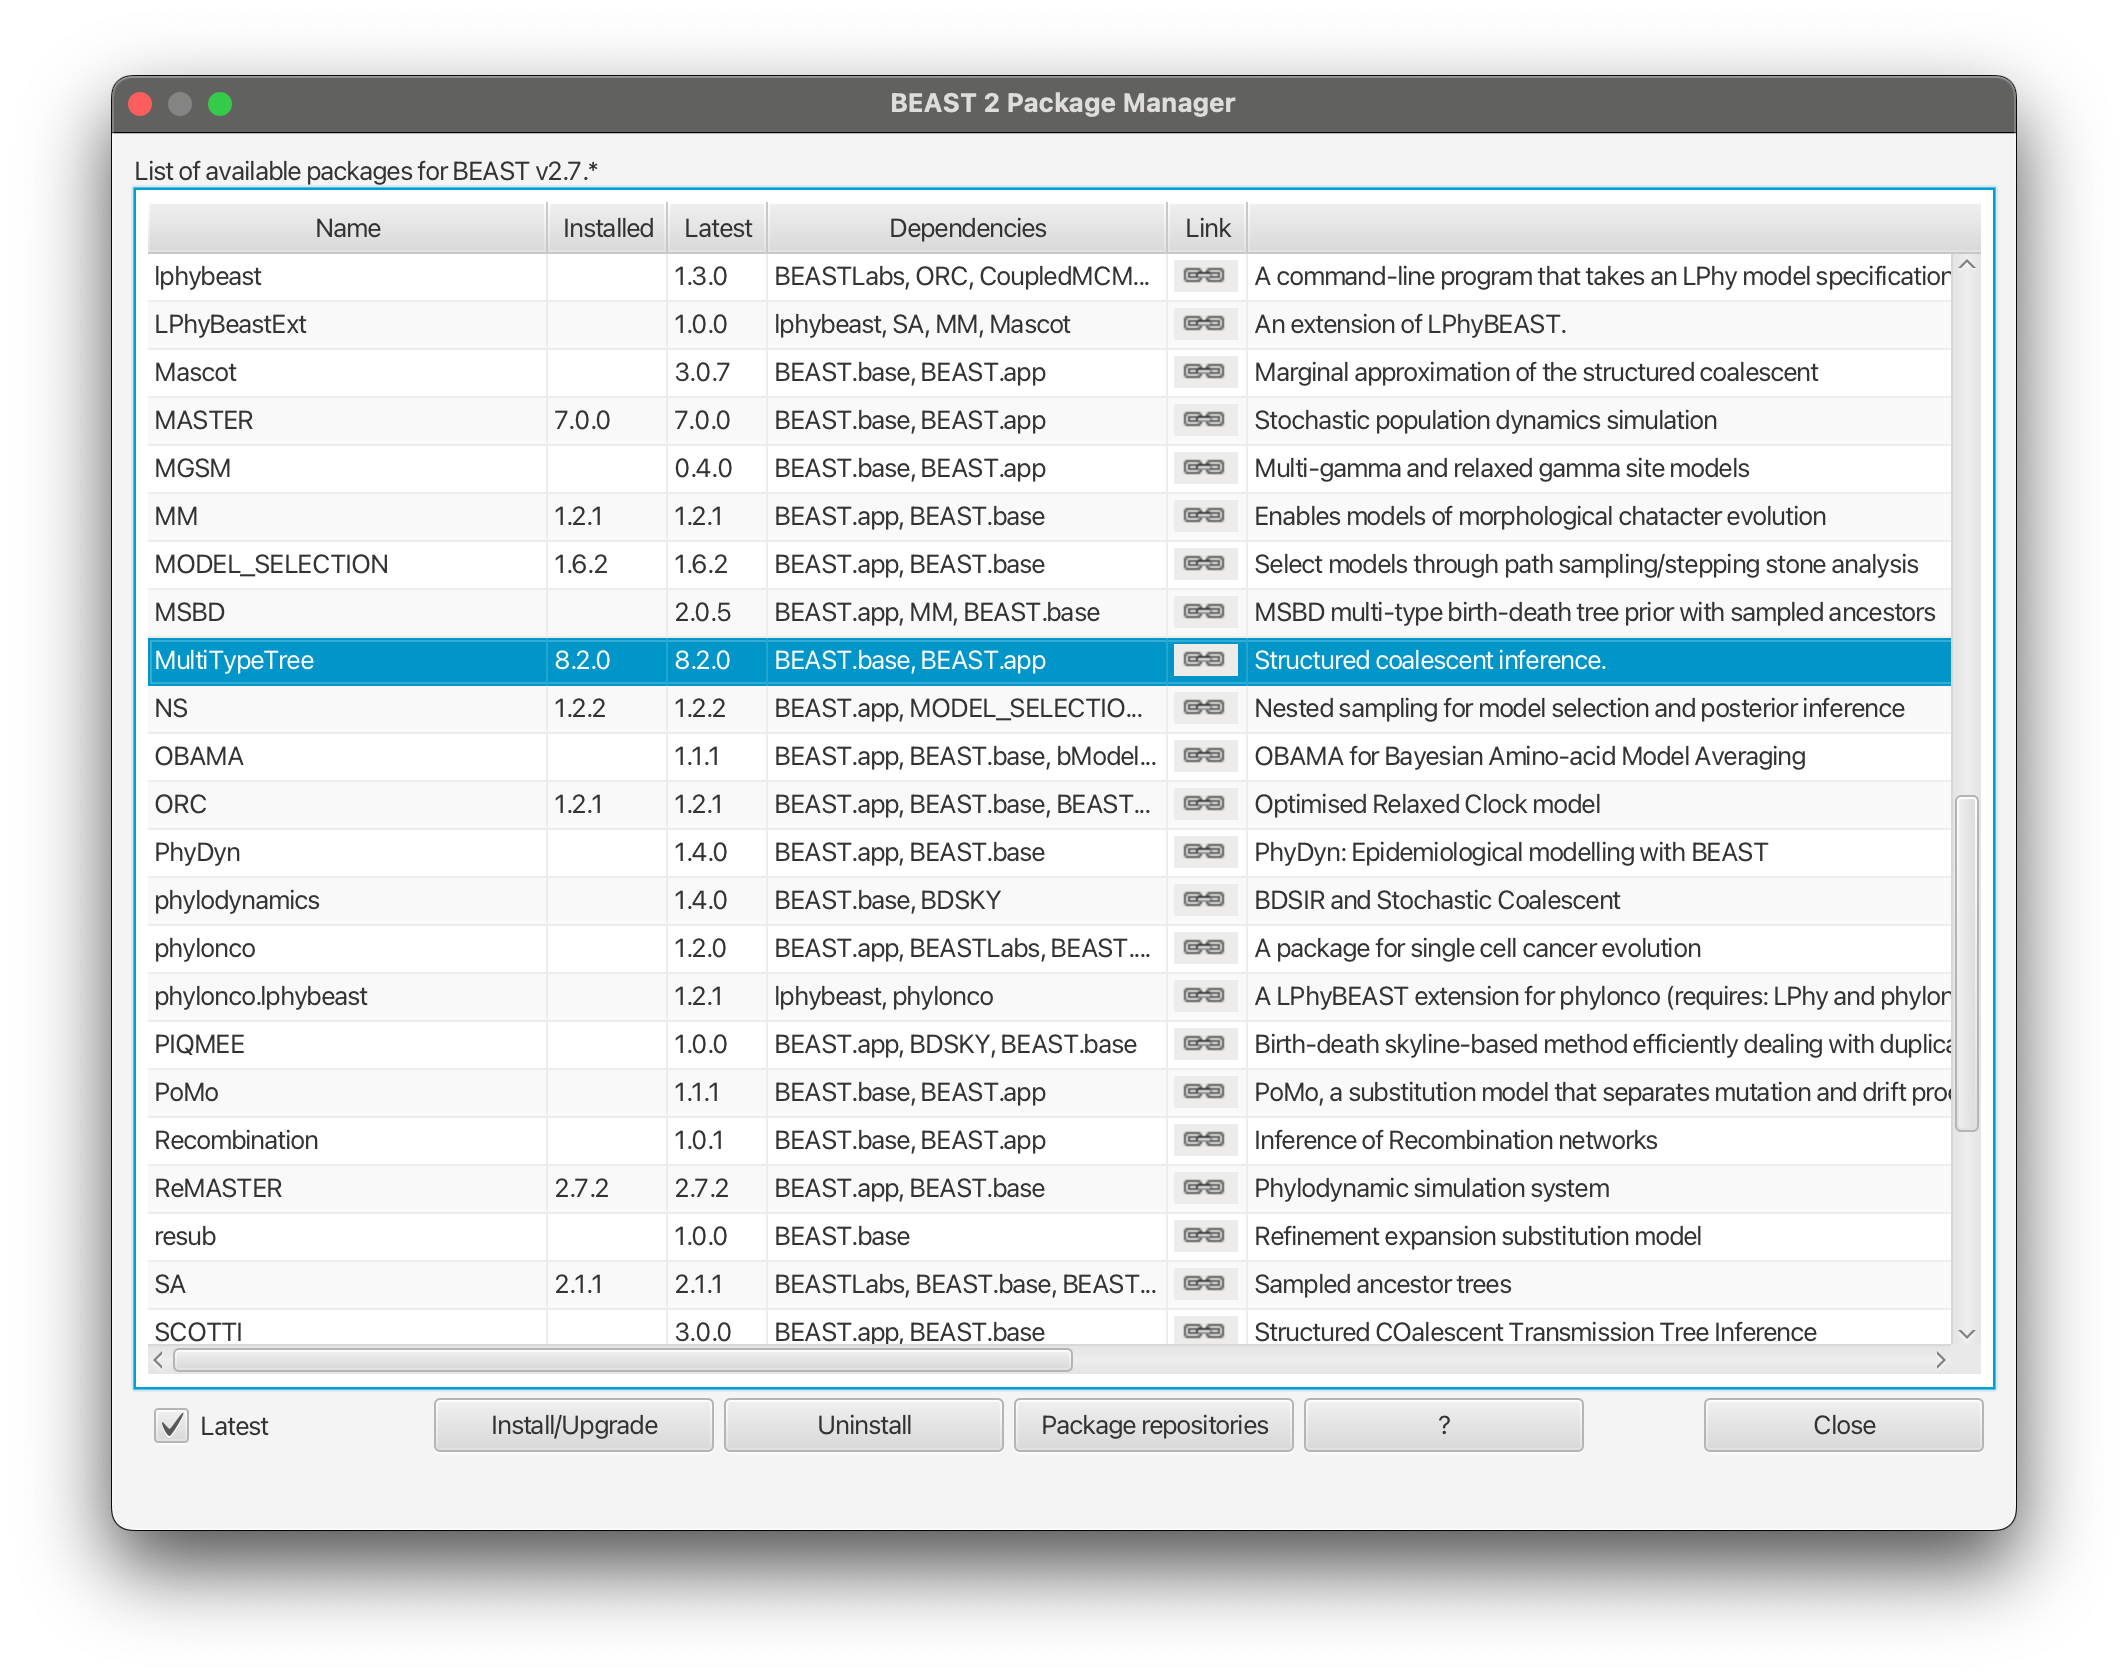 BEAST 2 Package Manager
List of available packages for BEAST v2.7.*
Name Installed Latest Dependencies Link
lphybeast 1.3.0 BEASTLabs, ORC, CoupledMCM... A command-line program that takes an LPhy model specification
LPhyBeastExt 1.0.0 lphybeast, SA, MM, Mascot An extension of LPhyBEAST.
Mascot 3.0.7 BEAST.base, BEAST.app Marginal approximation of the structured coalescent
MASTER 7.0.0 7.0.0 BEAST.base, BEAST.app Stochastic population dynamics simulation
MGSM 0.4.0 BEAST.base, BEAST.app Multi-gamma and relaxed gamma site models
MM 1.2.1 1.2.1 BEAST.app, BEAST.base Enables models of morphological chatacter evolution
MODEL_SELECTION 1.6.2 1.6.2 BEAST.app, BEAST.base Select models through path sampling/stepping stone analysis
MSBD 2.0.5 BEAST.app, MM, BEAST.base MSBD multi-type birth-death tree prior with sampled ancestors
MultiTypeTree 8.2.0 8.2.0 BEAST.base, BEAST.app Structured coalescent inference.
NS 1.2.2 1.2.2 BEAST.app, MODEL_SELECTIO... Nested sampling for model selection and posterior inference
OBAMA 1.1.1 BEAST.app, BEAST.base, bModel... OBAMA for Bayesian Amino-acid Model Averaging
ORC 1.2.1 1.2.1 BEAST.app, BEAST.base, BEAST... Optimised Relaxed Clock model
PhyDyn 1.4.0 BEAST.app, BEAST.base PhyDyn: Epidemiological modelling with BEAST
phylodynamics 1.4.0 BEAST.base, BDSKY BDSIR and Stochastic Coalescent
phylonco 1.2.0 BEAST.app, BEASTLabs, BEAST.... A package for single cell cancer evolution
phylonco.lphybeast 1.2.1 lphybeast, phylonco A LPhyBEAST extension for phylonco (requires: LPhy and phylon
PIQMEE 1.0.0 BEAST.app, BDSKY, BEAST.base Birth-death skyline-based method efficiently dealing with duplica
PoMo 1.1.1 BEAST.base, BEAST.app PoMo, a substitution model that separates mutation and drift proc
Recombination 1.0.1 BEAST.base, BEAST.app Inference of Recombination networks
ReMASTER 2.7.2 2.7.2 BEAST.app, BEAST.base Phylodynamic simulation system
resub 1.0.0 BEAST.base Refinement expansion substitution model
SA 2.1.1 2.1.1 BEASTLabs, BEAST.base, BEAST... Sampled ancestor trees
SCOTTI 3.0.0 BEAST.app, BEAST.base Structured COalescent Transmission Tree Inference
Latest Install/Upgrade Uninstall Package repositories ? Close